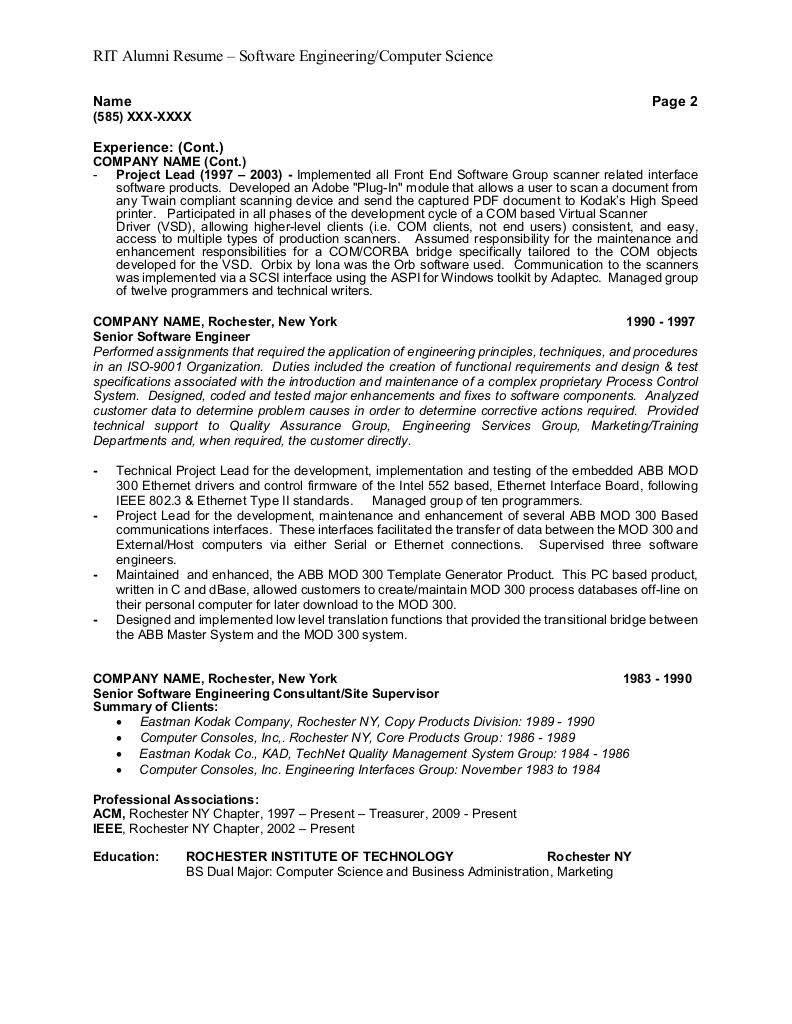 RIT Alumni Resume – Software Engineering/Computer Science
Name Page 2
(585) XXX-XXXX
Experience: (Cont.)
COMPANY NAME (Cont.)
- Project Lead (1997 – 2003) - Implemented all Front End Software Group scanner related interface
software products. Developed an Adobe "Plug-In" module that allows a user to scan a document from
any Twain compliant scanning device and send the captured PDF document to Kodak's High Speed
printer. Participated in all phases of the development cycle of a COM based Virtual Scanner
Driver (VSD), allowing higher-level clients (i.e. COM clients, not end users) consistent, and easy,
access to multiple types of production scanners. Assumed responsibility for the maintenance and
enhancement responsibilities for a COM/CORBA bridge specifically tailored to the COM objects
developed for the VSD. Orbix by Iona was the Orb software used. Communication to the scanners
was implemented via a SCSI interface using the ASPI for Windows toolkit by Adaptec. Managed group
of twelve programmers and technical writers.
COMPANY NAME, Rochester, New York 1990 - 1997
Senior Software Engineer
Performed assignments that required the application of engineering principles, techniques, and procedures
in an ISO-9001 Organization. Duties included the creation of functional requirements and design & test
specifications associated with the introduction and maintenance of a complex proprietary Process Control
System. Designed, coded and tested major enhancements and fixes to software components. Analyzed
customer data to determine problem causes in order to determine corrective actions required. Provided
technical support to Quality Assurance Group, Engineering Services Group, Marketing/Training
Departments and, when required, the customer directly.
- Technical Project Lead for the development, implementation and testing of the embedded ABB MOD
300 Ethernet drivers and control firmware of the Intel 552 based, Ethernet Interface Board, following
IEEE 802.3 & Ethernet Type II standards. Managed group of ten programmers.
- Project Lead for the development, maintenance and enhancement of several ABB MOD 300 Based
communications interfaces. These interfaces facilitated the transfer of data between the MOD 300 and
External/Host computers via either Serial or Ethernet connections. Supervised three software
engineers.
- Maintained and enhanced, the ABB MOD 300 Template Generator Product. This PC based product,
written in C and dBase, allowed customers to create/maintain MOD 300 process databases off-line on
their personal computer for later download to the MOD 300.
- Designed and implemented low level translation functions that provided the transitional bridge between
the ABB Master System and the MOD 300 system.
COMPANY NAME, Rochester, New York 1983 - 1990
Senior Software Engineering Consultant/Site Supervisor
Summary of Clients:
• Eastman Kodak Company, Rochester NY, Copy Products Division: 1989 - 1990
• Computer Consoles, Inc,. Rochester NY, Core Products Group: 1986 - 1989
• Eastman Kodak Co., KAD, TechNet Quality Management System Group: 1984 - 1986
• Computer Consoles, Inc. Engineering Interfaces Group: November 1983 to 1984
Professional Associations:
ACM, Rochester NY Chapter, 1997 – Present – Treasurer, 2009 - Present
IEEE, Rochester NY Chapter, 2002 – Present
Education: ROCHESTER INSTITUTE OF TECHNOLOGY Rochester NY
BS Dual Major: Computer Science and Business Administration, Marketing